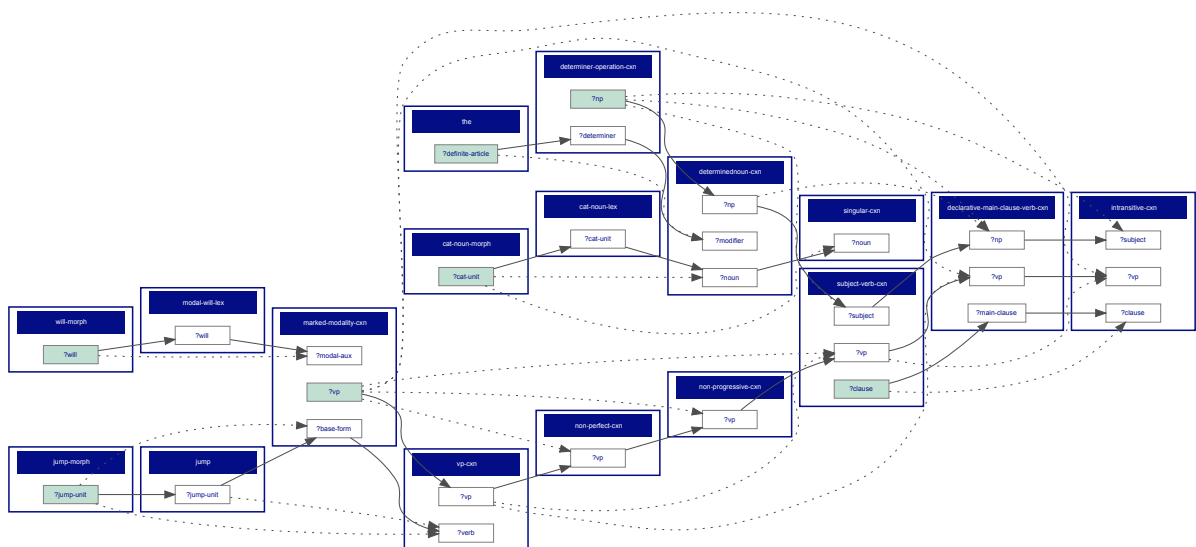 will-morph
?will
jump-morph
?jump-unit
modal-will-lex
?will
jump
?jump-unit
marked-modality-cxn
?modal-aux
?vp
?base-form
the
?definite-article
cat-noun-morph
?cat-unit
vp-cxn
?vp
?verb
determiner-operation-cxn
?np
?determiner
cat-noun-lex
?cat-unit
non-perfect-cxn
?vp
determinednoun-cxn
?np
?modifier
?noun
non-progressive-cxn
?vp
singular-cxn
?noun
subject-verb-cxn
?subject
?vp
?clause
declarative-main-clause-verb-cxn
?np
?vp
?main-clause
intransitive-cxn
?subject
?vp
?clause